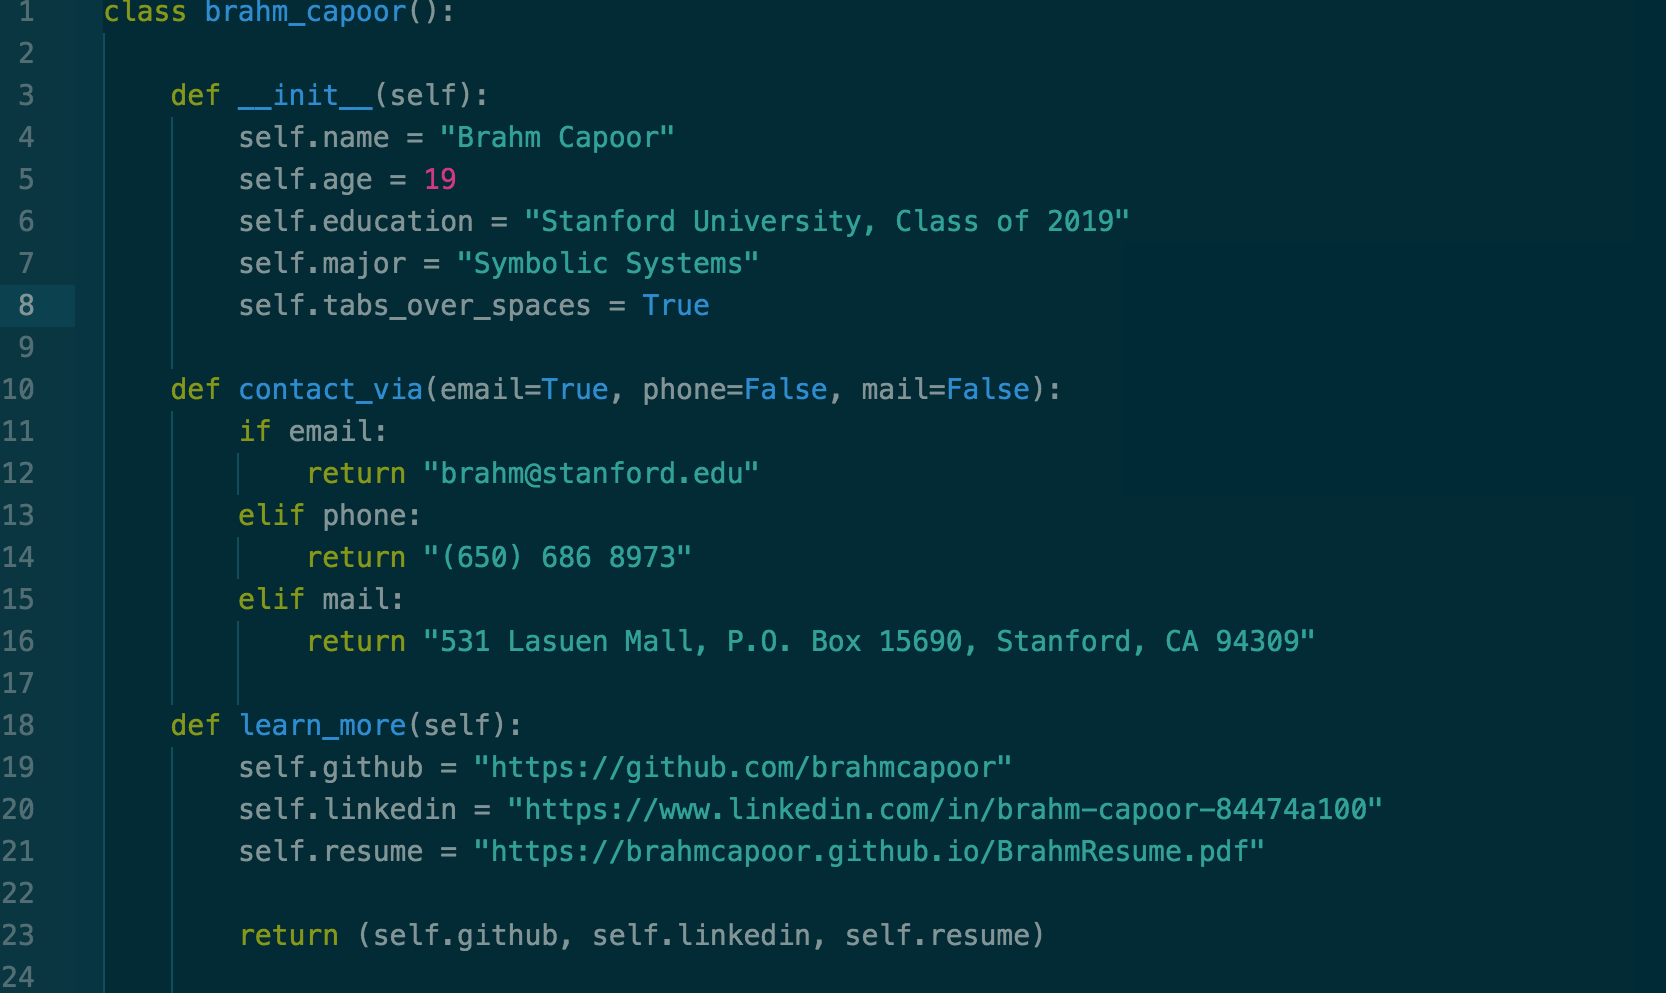 1 class brahm_capoor():
2
3     def __init__(self):
4         self.name = "Brahm Capoor"
5         self.age = 19
6         self.education = "Stanford University, Class of 2019"
7         self.major = "Symbolic Systems"
8         self.tabs_over_spaces = True
9
10     def contact_via(email=True, phone=False, mail=False):
11         if email:
12             return "brahm@stanford.edu"
13         elif phone:
14             return "(650) 686 8973"
15         elif mail:
16             return "531 Lasuen Mall, P.O. Box 15690, Stanford, CA 94309"
17
18     def learn_more(self):
19         self.github = "https://github.com/brahmcapoor"
20         self.linkedin = "https://www.linkedin.com/in/brahm-capoor-84474a100"
21         self.resume = "https://brahmcapoor.github.io/BrahmResume.pdf"
22
23         return (self.github, self.linkedin, self.resume)
24